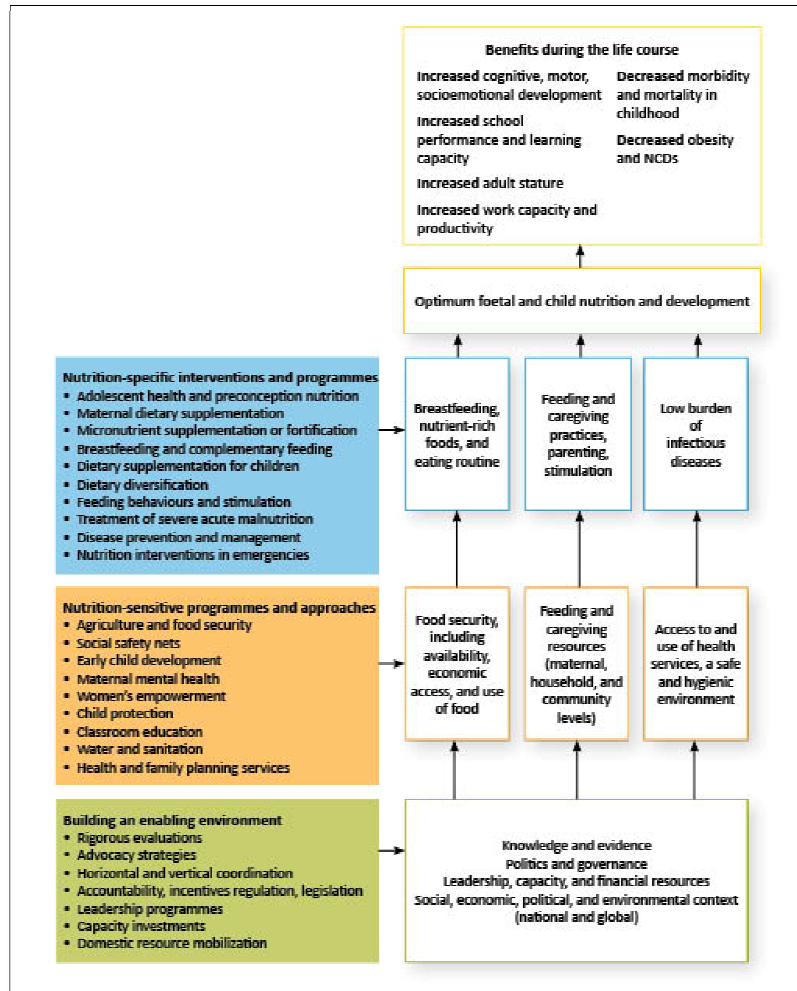 Benefits during the life course
Increased cognitive, motor,
socioemotional development
Increased school
performance and learning
capacity
Increased adult stature
Increased work capacity and
productivity
Decreased morbidity
and mortality in
childhood
Decreased obesity
and NCDs
Optimum foetal and child nutrition and development
Nutrition-specific interventions and programmes
• Adolescent health and preconception nutrition
• Maternal dietary supplementation
• Micronutrient supplementation or fortification
• Breastfeeding and complementary feeding
• Dietary supplementation for children
• Dietary diversification
• Feeding behaviours and stimulation
• Treatment of severe acute malnutrition
• Disease prevention and management
• Nutrition interventions in emergencies
Breastfeeding,
nutrient-rich
foods, and
eating routine
Feeding and
caregiving
practices,
parenting,
stimulation
Low burden
of
infectious
diseases
Nutrition-sensitive programmes and approaches
• Agriculture and food security
• Social safety nets
• Early child development
• Maternal mental health
• Women's empowerment
• Child protection
• Classroom education
• Water and sanitation
• Health and family planning services
Food security,
including
availability,
economic
access, and use
of food
Feeding and
caregiving
resources
(maternal,
household, and
community
levels)
Access to and
use of health
services, a safe
and hygienic
environment
Building an enabling environment
• Rigorous evaluations
• Advocacy strategies
• Horizontal and vertical coordination
• Accountability, incentives regulation, legislation
• Leadership programmes
• Capacity investments
• Domestic resource mobilization
Knowledge and evidence
Politics and governance
Leadership, capacity, and financial resources
Social, economic, political, and environmental context
(national and global)